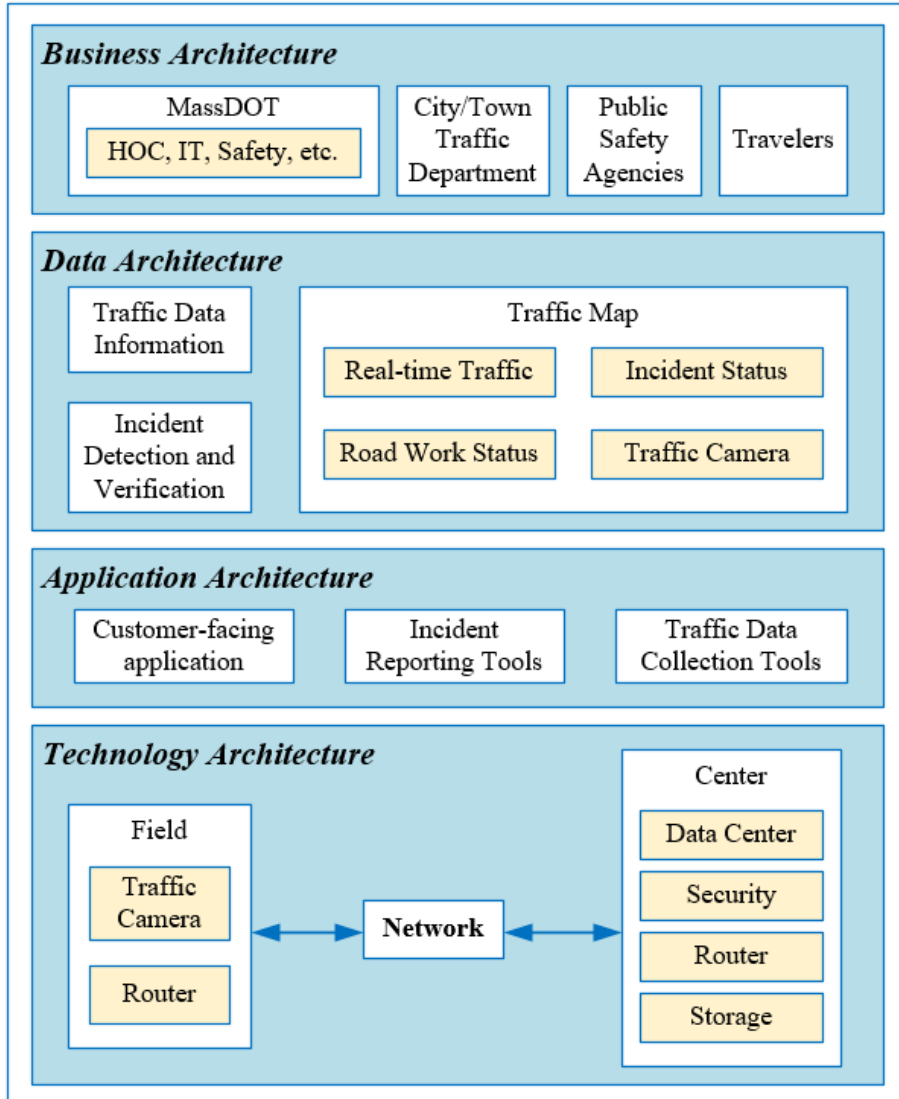 Business Architecture
MassDOT
HOC, IT, Safety, etc.
City/Town
Traffic
Department
Public
Safety
Agencies
Travelers
Data Architecture
Traffic Data
Information
Incident
Detection and
Verification
Traffic Map
Real-time Traffic
Incident Status
Road Work Status
Traffic Camera
Application Architecture
Customer-facing
application
Incident
Reporting Tools
Traffic Data
Collection Tools
Technology Architecture
Field
Traffic
Camera
Router
Network
Center
Data Center
Security
Router
Storage